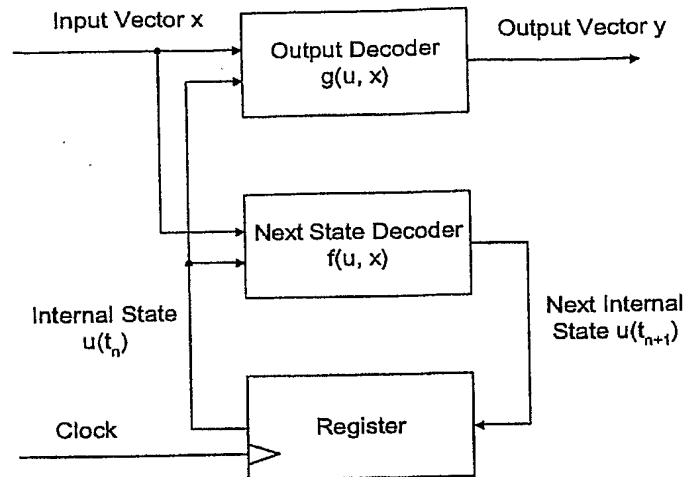 Input Vector x
Output Vector y
Output Decoder
g(u, x)
Next State Decoder
f(u, x)
Internal State
u(tₙ)
Next Internal
State u(tₙ₊₁)
Clock
Register